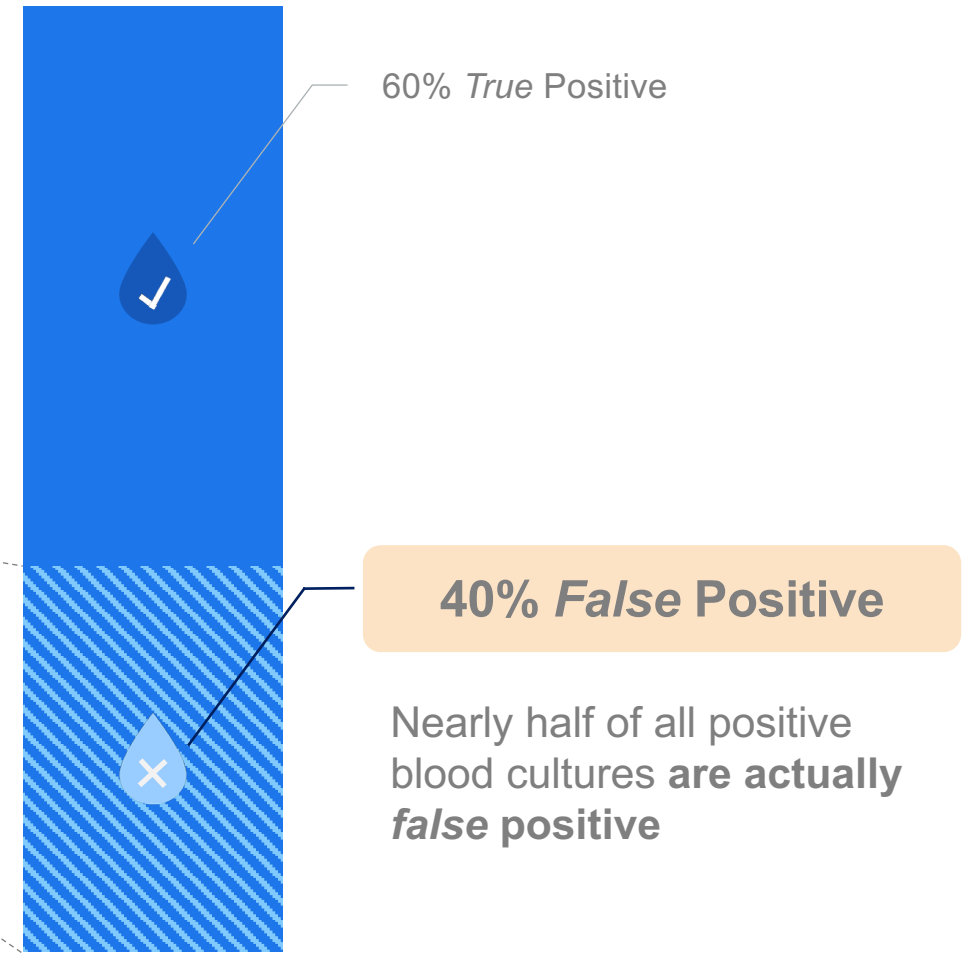 60% True Positive
40% False Positive
Nearly half of all positive
blood cultures are actually
false positive